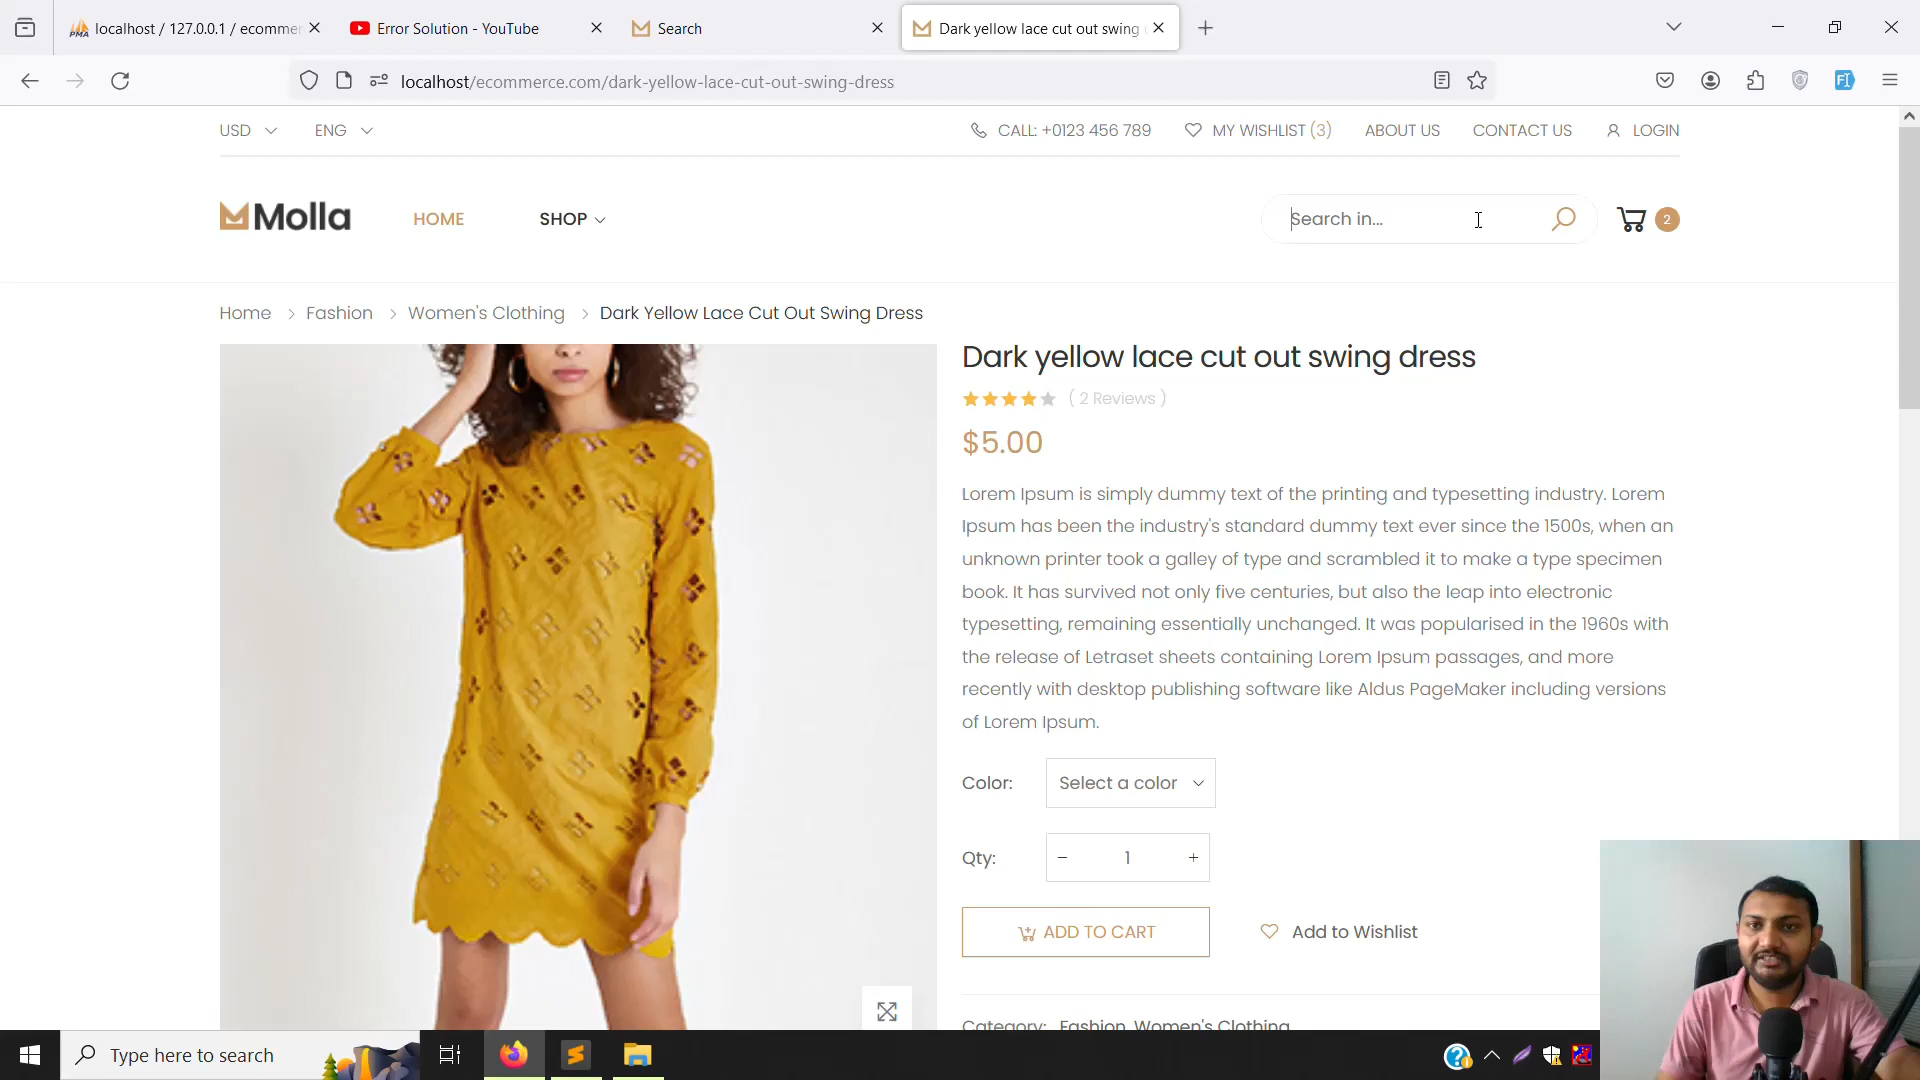 localhost / 127.0.0.1 / ecommer
Error Solution - YouTube
Search
Dark yellow lace cut out swing
localhost/ecommerce.com/dark-yellow-lace-cut-out-swing-dress
USD
ENG
CALL: +0123 456 789
MY WISHLIST (3)
ABOUT US
CONTACT US
LOGIN
Molla
HOME
SHOP
Search in...
2
Home > Fashion > Women's Clothing > Dark Yellow Lace Cut Out Swing Dress
Dark yellow lace cut out swing dress
( 2 Reviews )
$5.00
Lorem Ipsum is simply dummy text of the printing and typesetting industry. Lorem
Ipsum has been the industry's standard dummy text ever since the 1500s, when an
unknown printer took a galley of type and scrambled it to make a type specimen
book. It has survived not only five centuries, but also the leap into electronic
typesetting, remaining essentially unchanged. It was popularised in the 1960s with
the release of Letraset sheets containing Lorem Ipsum passages, and more
recently with desktop publishing software like Aldus PageMaker including versions
of Lorem Ipsum.
Color:
Select a color
Qty:
− 1 +
ADD TO CART
Add to Wishlist
Category: Fashion, Women's Clothing
Type here to search